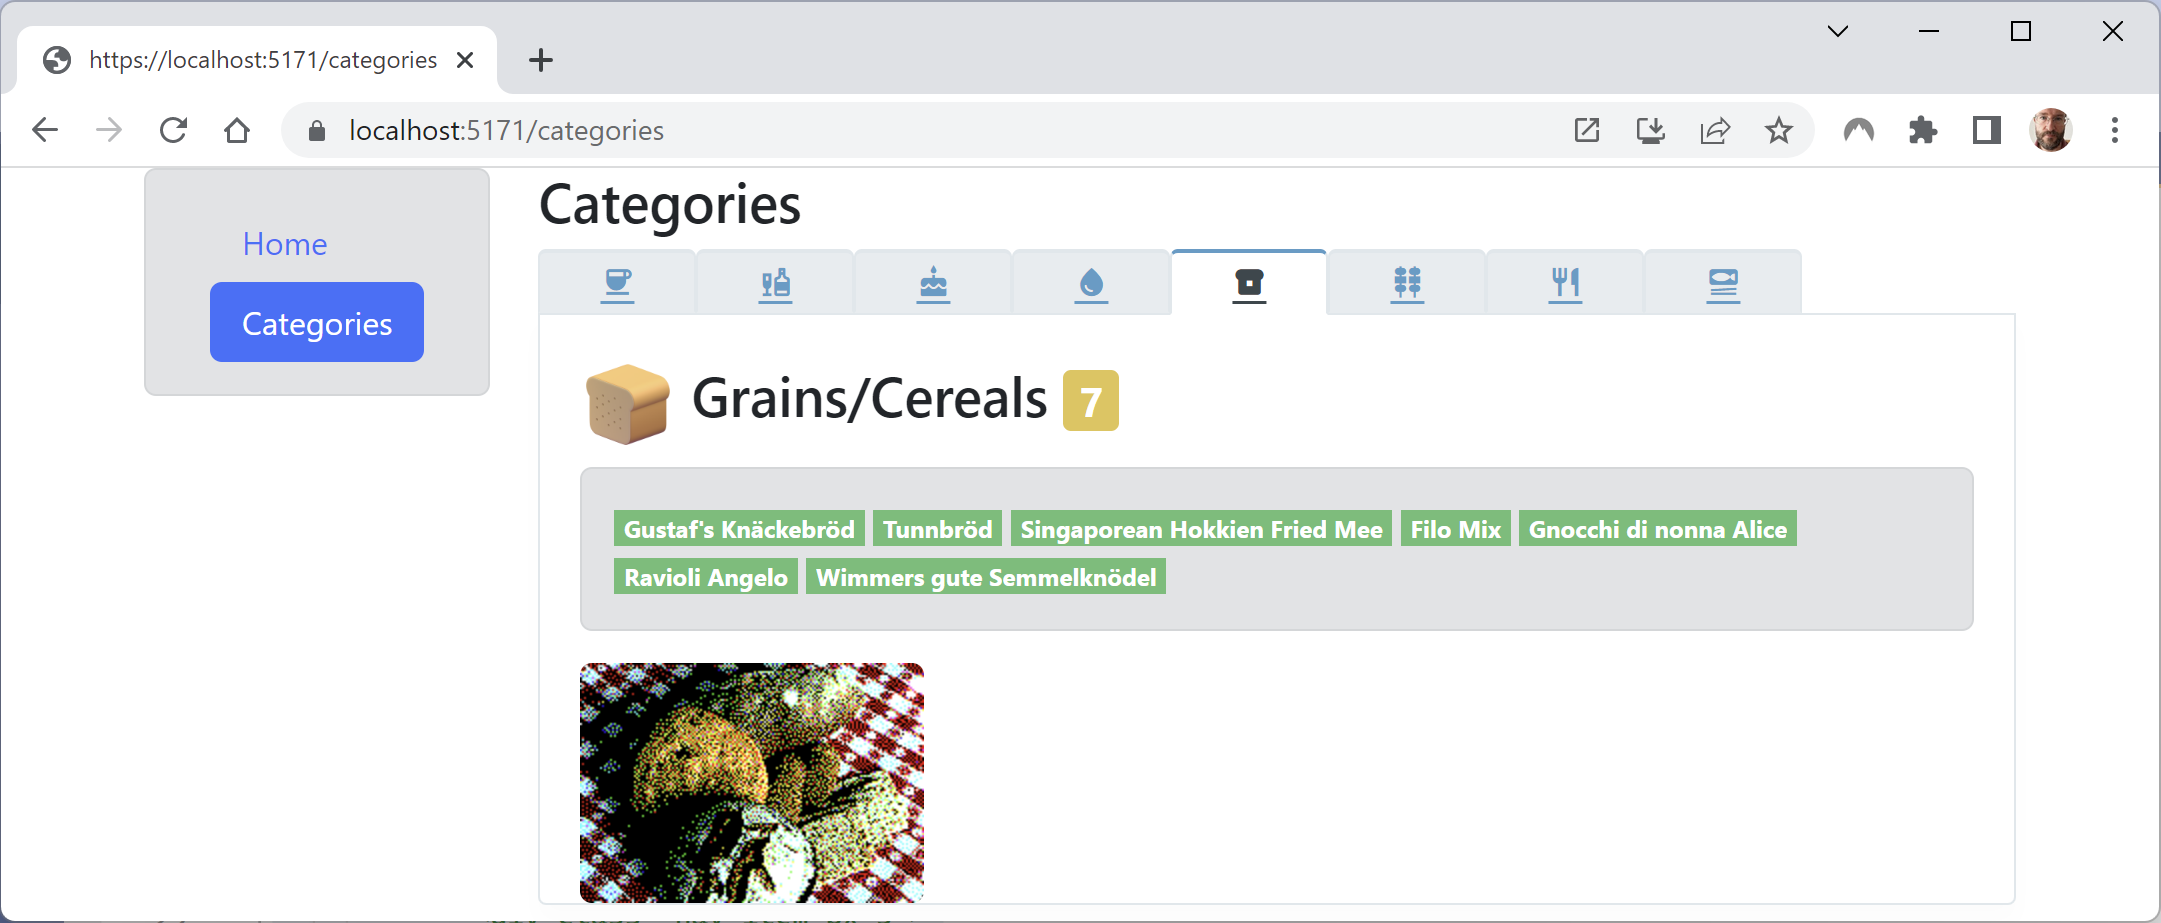 https://localhost:5171/categories
localhost:5171/categories
Home
Categories
Categories
Grains/Cereals 7
Gustaf's Knäckebröd Tunnbröd Singaporean Hokkien Fried Mee Filo Mix Gnocchi di nonna Alice
Ravioli Angelo Wimmers gute Semmelknödel